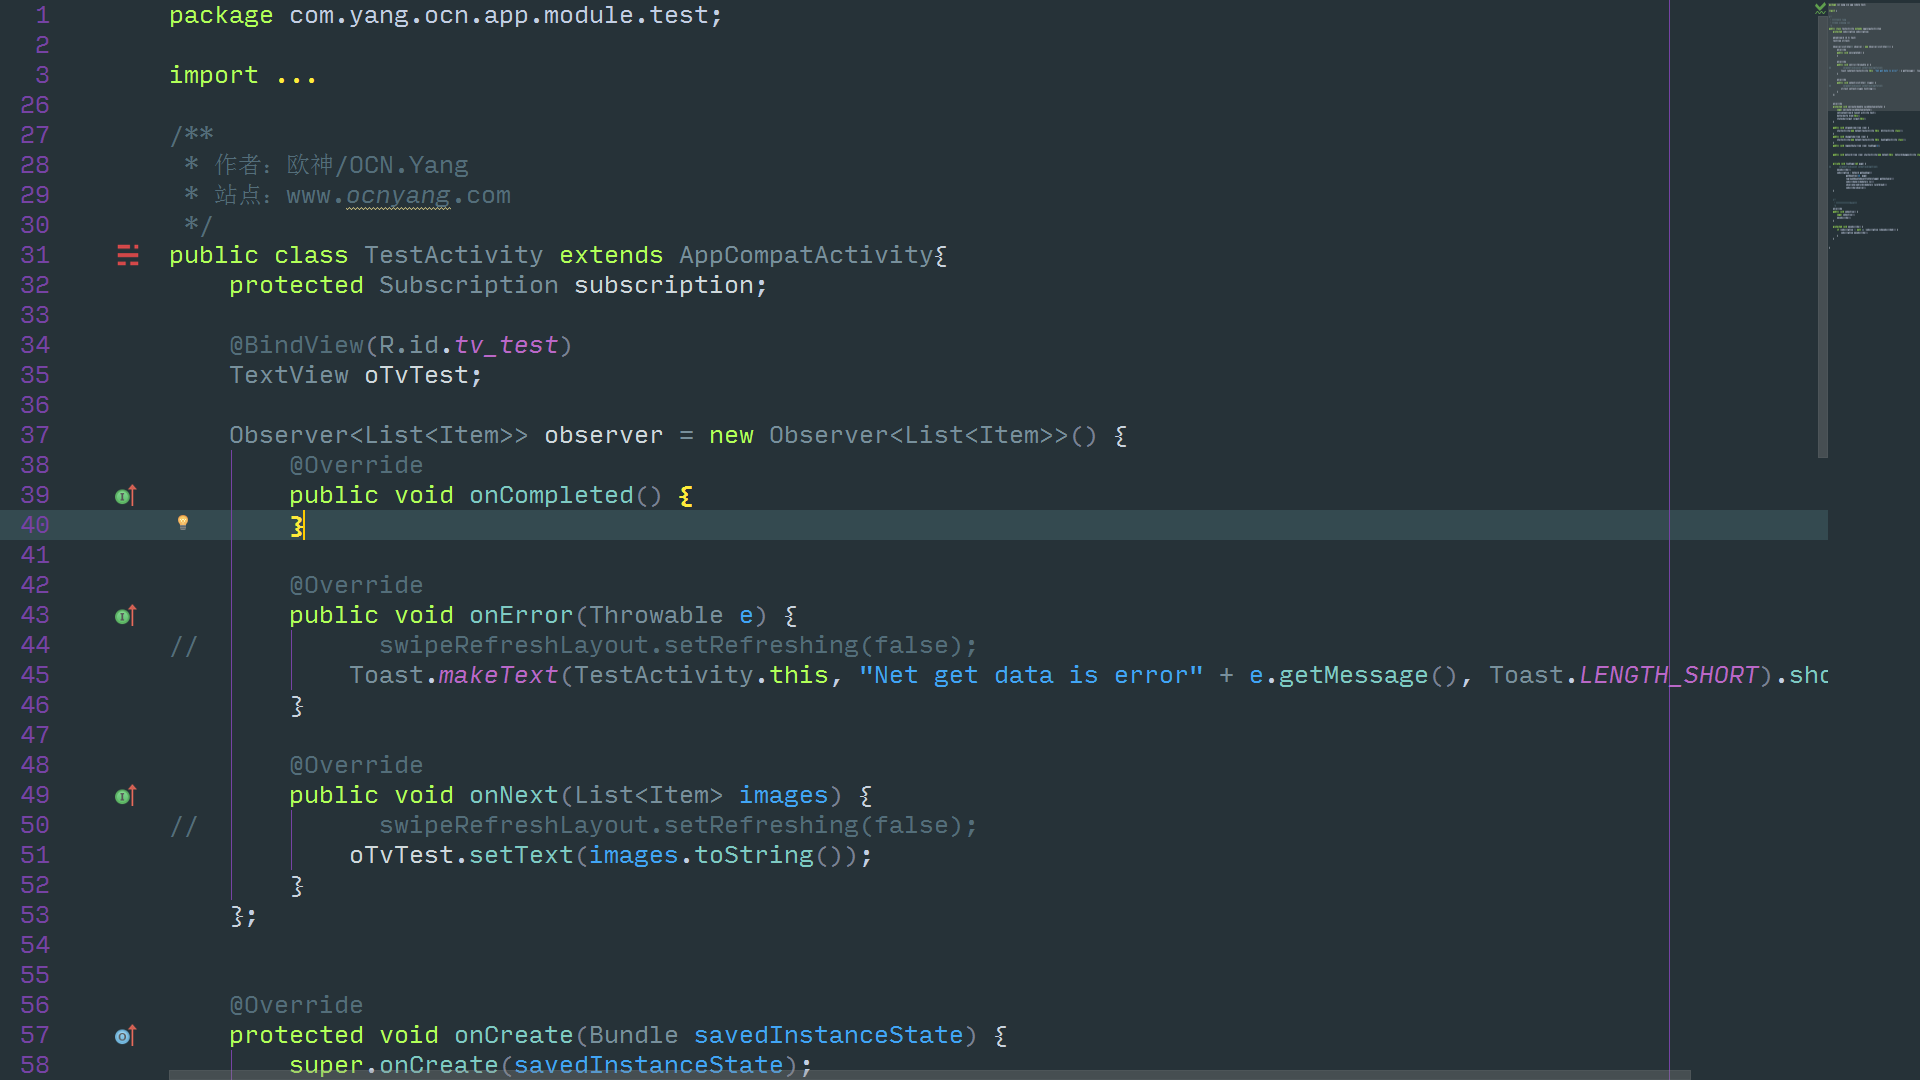 1 package com.yang.ocn.app.module.test;
2
3 import ...
26
27 /**
28 * 作者: 欧神/OCN.Yang
29 * 站点: www.ocnyang.com
30 */
31 public class TestActivity extends AppCompatActivity{
32 protected Subscription subscription;
33
34 @BindView(R.id.tv_test)
35 TextView oTvTest;
36
37 Observer<List<Item>> observer = new Observer<List<Item>>() {
38 @Override
39 public void onCompleted() {
40 }
41
42 @Override
43 public void onError(Throwable e) {
44 // swipeRefreshLayout.setRefreshing(false);
45 Toast.makeText(TestActivity.this, "Net get data is error" + e.getMessage(), Toast.LENGTH_SHORT).sho
46 }
47
48 @Override
49 public void onNext(List<Item> images) {
50 // swipeRefreshLayout.setRefreshing(false);
51 oTvTest.setText(images.toString());
52 }
53 };
54
55
56 @Override
57 protected void onCreate(Bundle savedInstanceState) {
58 super.onCreate(savedInstanceState);